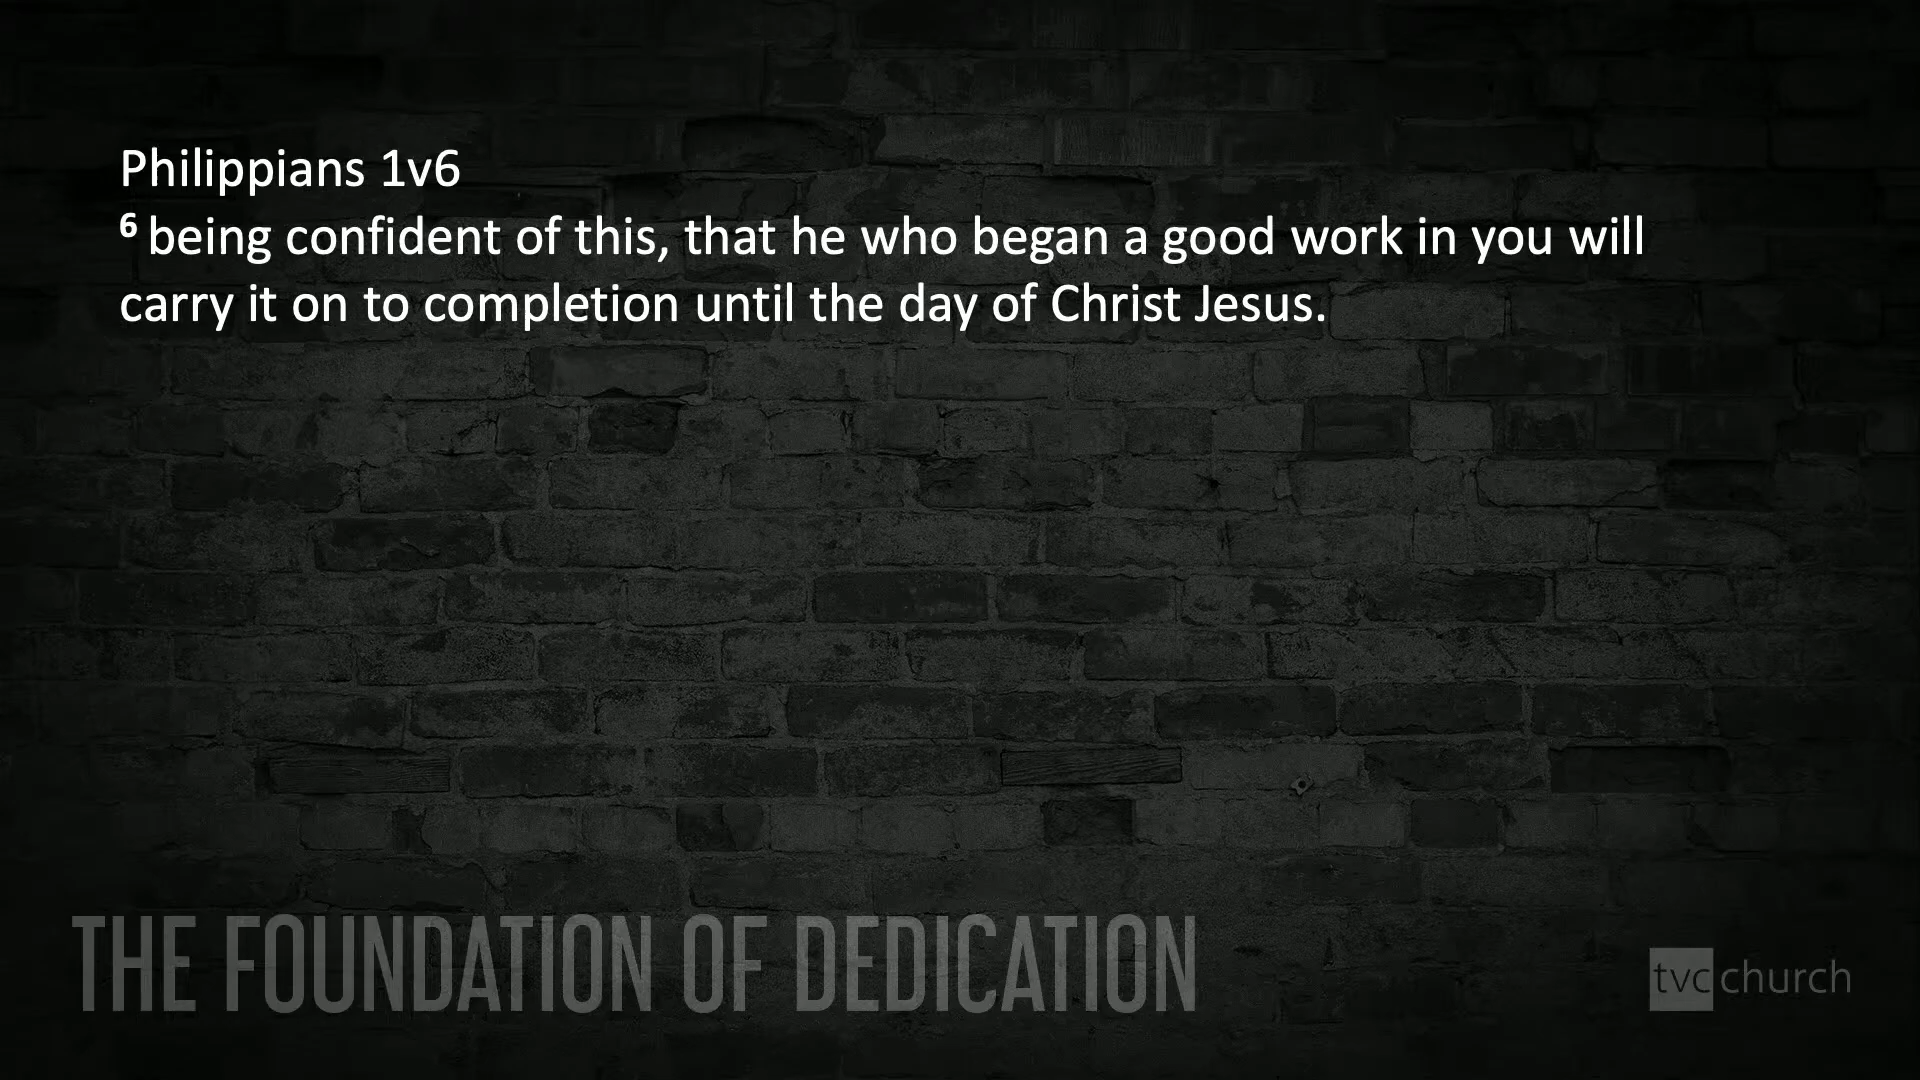 Philippians 1v6
6 being confident of this, that he who began a good work in you will
carry it on to completion until the day of Christ Jesus.
THE FOUNDATION OF DEDICATION
tvc church